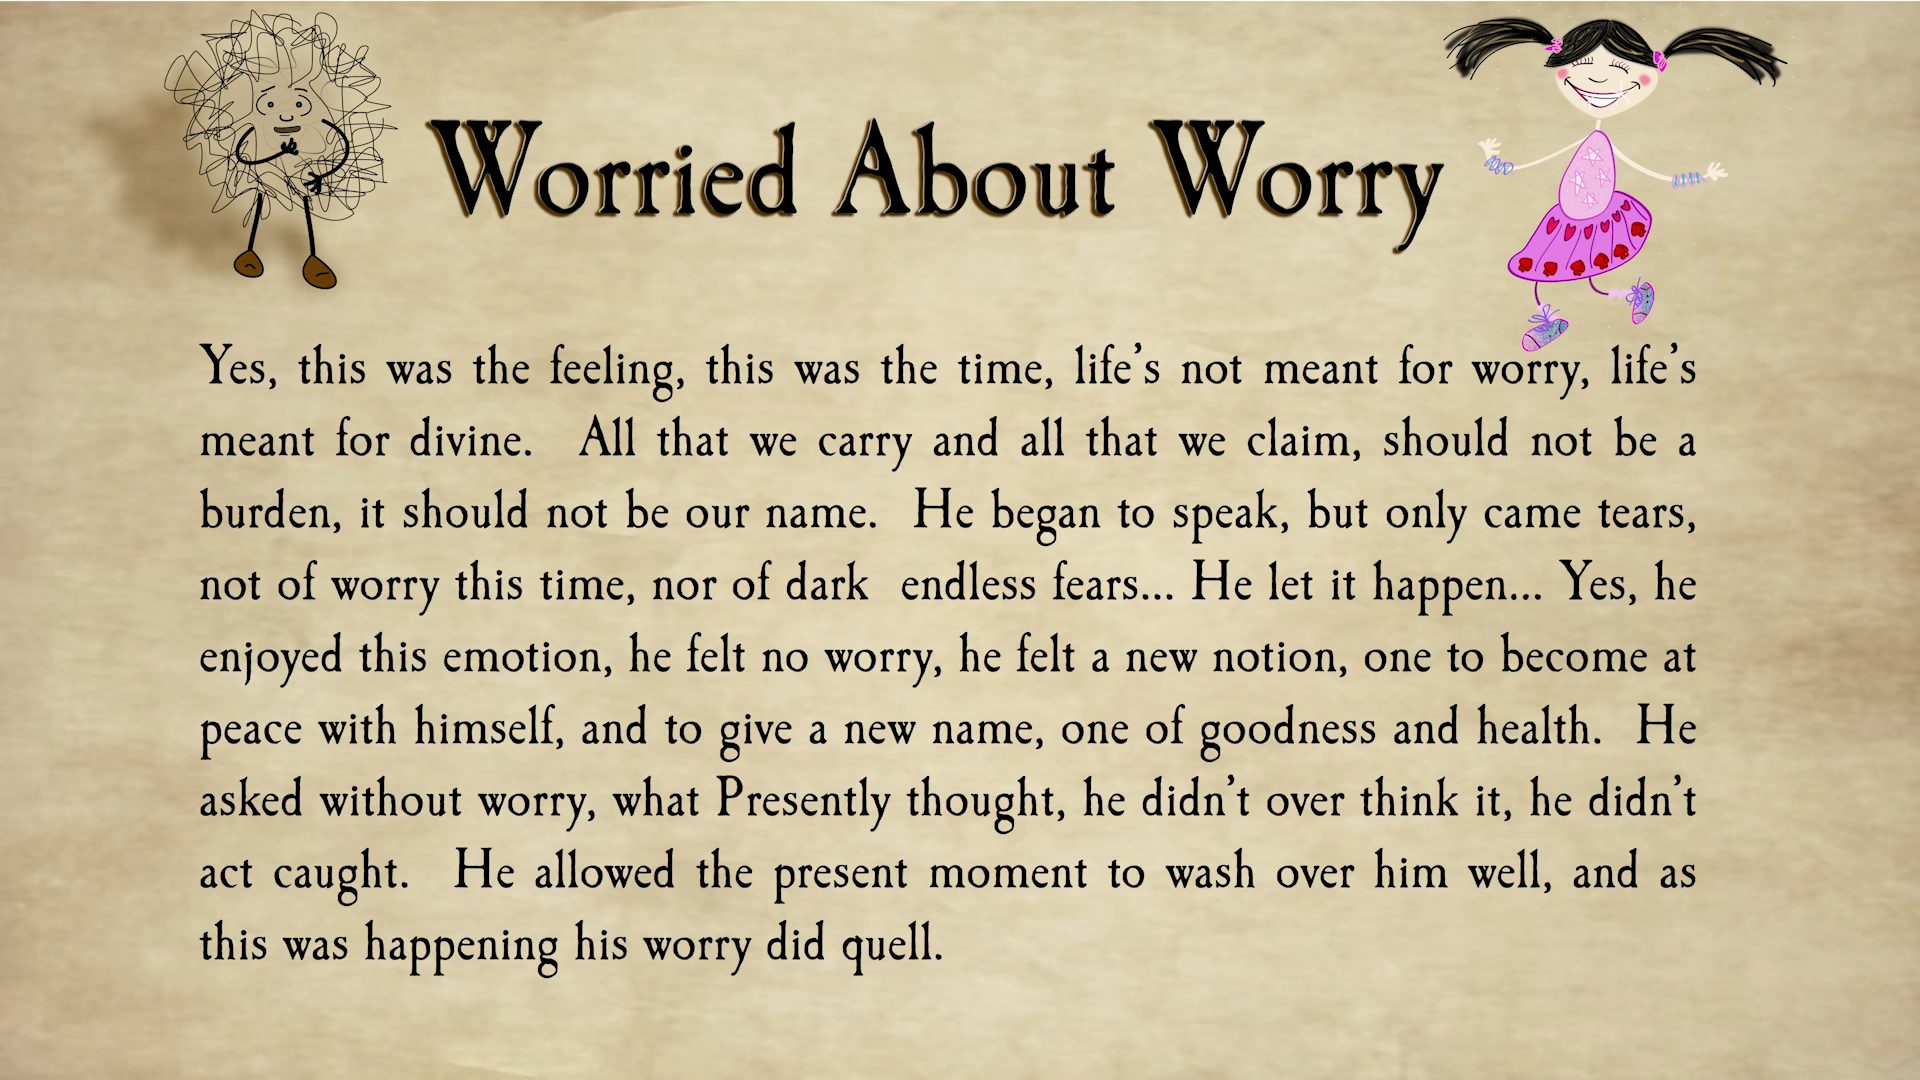 Worried About Worry
Yes, this was the feeling, this was the time, life's not meant for worry, life's
meant for divine.  All that we carry and all that we claim, should not be a
burden, it should not be our name.  He began to speak, but only came tears,
not of worry this time, nor of dark  endless fears... He let it happen... Yes, he
enjoyed this emotion, he felt no worry, he felt a new notion, one to become at
peace with himself, and to give a new name, one of goodness and health.  He
asked without worry, what Presently thought, he didn't over think it, he didn't
act caught.  He allowed the present moment to wash over him well, and as
this was happening his worry did quell.